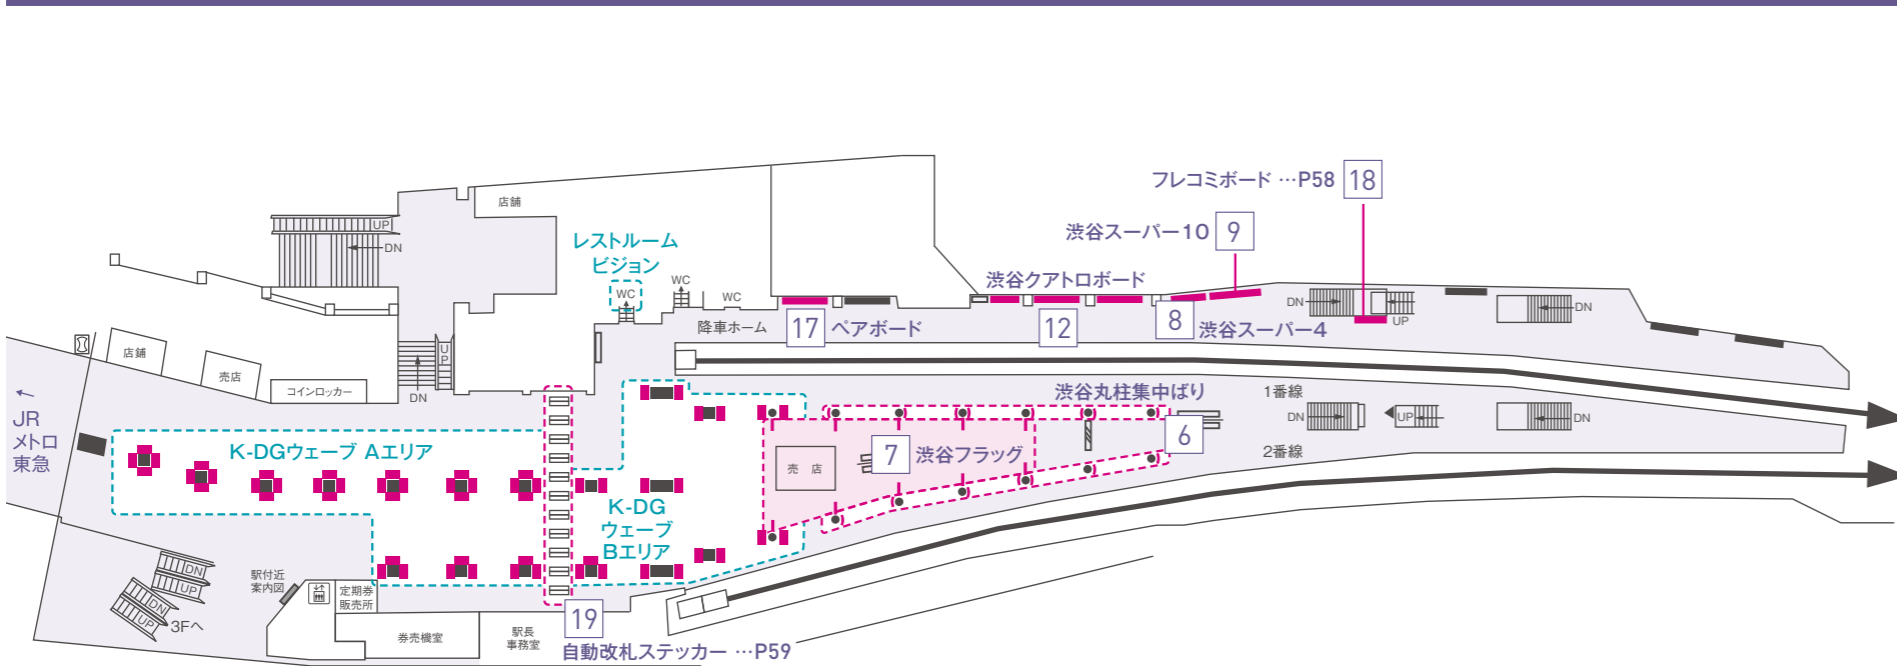 フレコミボード …P58 18
渋谷スーパー10 9
店舗
UP
DN
レストルーム
ビジョン
WC
WC
WC
渋谷クアトロボード
降車ホーム
17 ペアボード
12
8 渋谷スーパー4
DN
UP
DN
店舗
売店
コインロッカー
UP
DN
渋谷丸柱集中ばり
1番線
6
DN
UP
DN
2番線
←
JR
メトロ
東急
K-DGウェーブ Aエリア
売店
7 渋谷フラッグ
K-DG
ウェーブ
Bエリア
DN
UP
DN
UP
3Fへ
駅付近
案内図
定期券
販売所
券売機室
駅長
事務室
19
自動改札ステッカー …P59